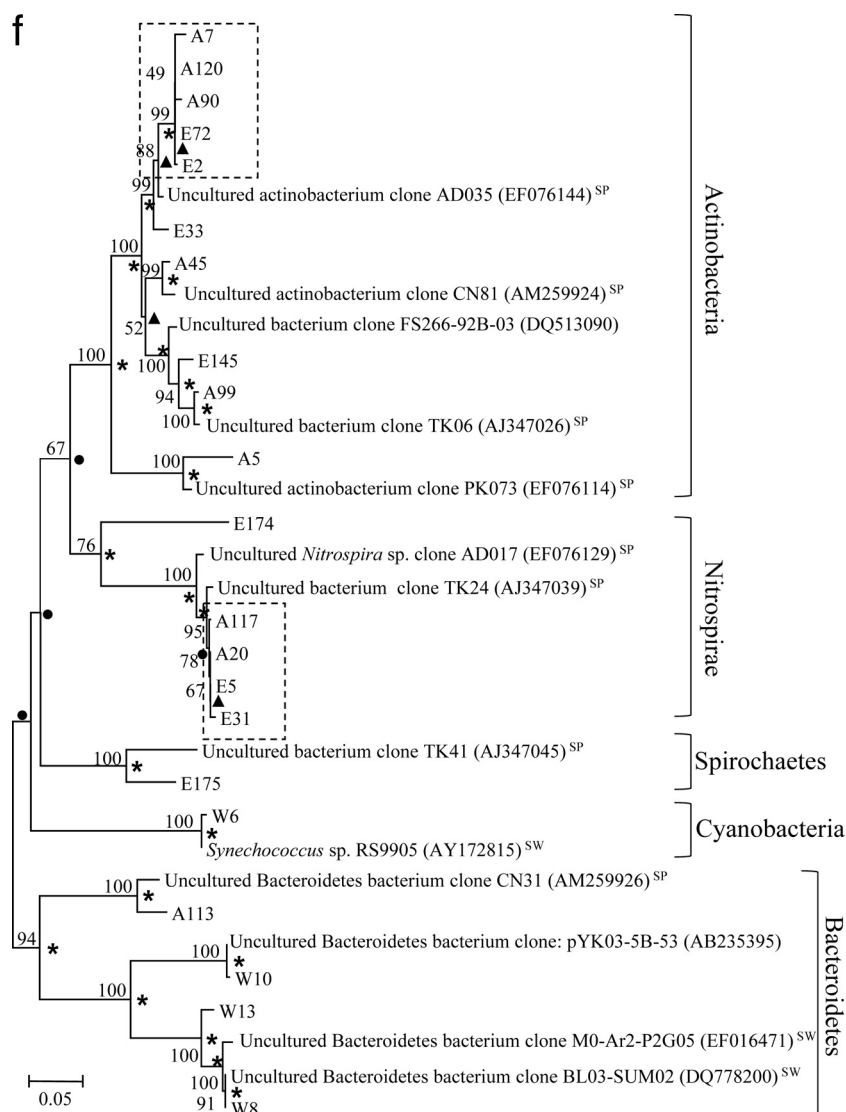 f
A7
49
A120
A90
99
E72
88
E2
99
Uncultured actinobacterium clone AD035 (EF076144) SP
E33
100
99
A45
Uncultured actinobacterium clone CN81 (AM259924) SP
52
Uncultured bacterium clone FS266-92B-03 (DQ513090)
100
E145
94
A99
100
Uncultured bacterium clone TK06 (AJ347026) SP
100
100
A5
Uncultured actinobacterium clone PK073 (EF076114) SP
Actinobacteria
67
76
E174
Uncultured Nitrospira sp. clone AD017 (EF076129) SP
100
Uncultured bacterium clone TK24 (AJ347039) SP
A117
95
A20
78
E5
67
E31
Nitrospirae
Uncultured bacterium clone TK41 (AJ347045) SP
100
E175
Spirochaetes
100
W6
Synechococcus sp. RS9905 (AY172815) SW
Cyanobacteria
Uncultured Bacteroidetes bacterium clone CN31 (AM259926) SP
100
A113
94
Uncultured Bacteroidetes bacterium clone: pYK03-5B-53 (AB235395)
100
W10
100
W13
Uncultured Bacteroidetes bacterium clone M0-Ar2-P2G05 (EF016471) SW
100
Uncultured Bacteroidetes bacterium clone BL03-SUM02 (DQ778200) SW
100
91
W8
Bacteroidetes
0.05